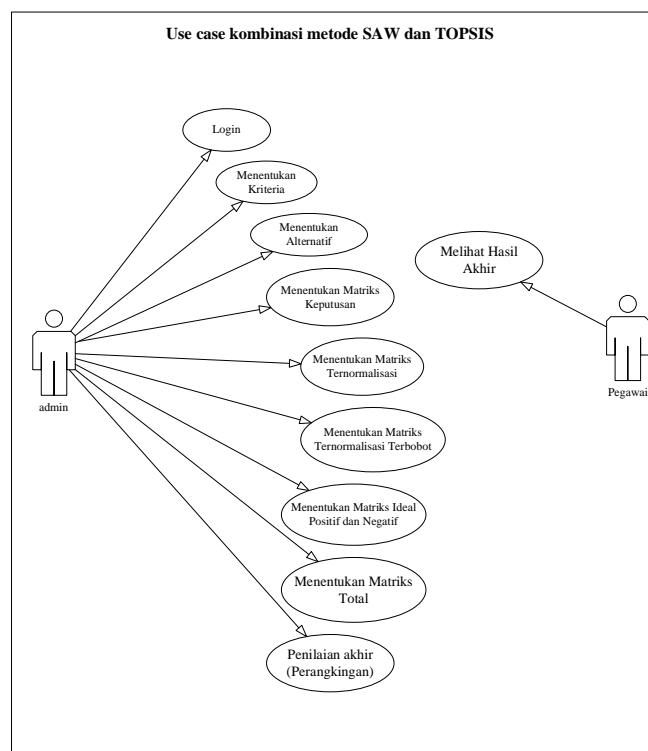 Use case kombinasi metode SAW dan TOPSIS
Login
Menentukan
Kriteria
Menentukan
Alternatif
Menentukan Matriks
Keputusan
Menentukan Matriks
Ternormalisasi
Menentukan Matriks
Ternormalisasi Terbobot
Menentukan Matriks Ideal
Positif dan Negatif
Menentukan Matriks
Total
Penilaian akhir
(Perangkingan)
admin
Melihat Hasil
Akhir
Pegawai